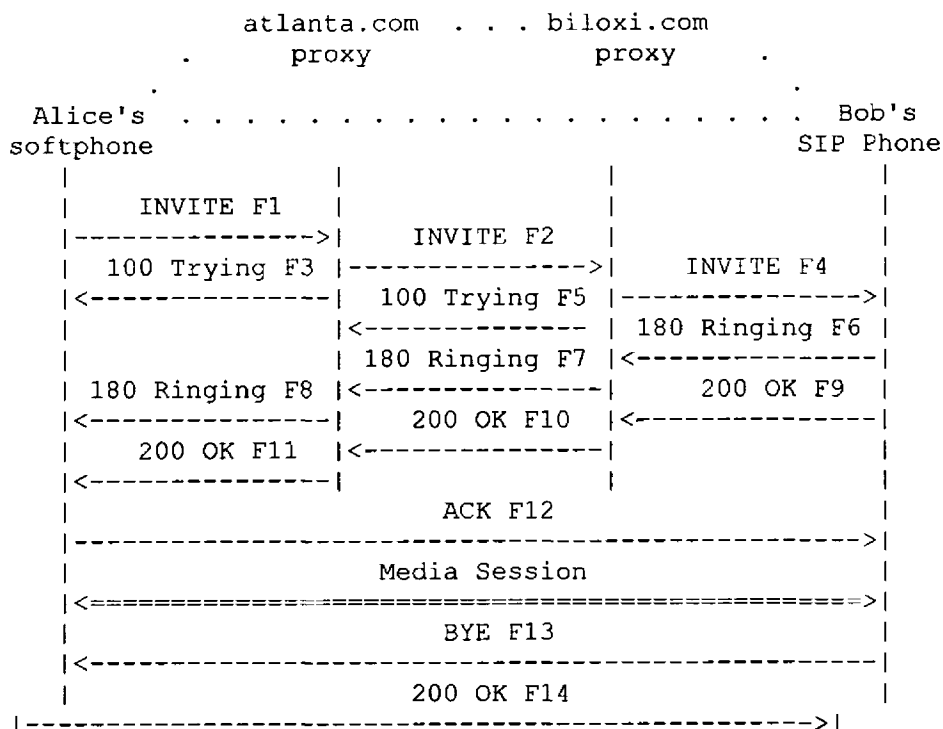 atlanta.com . . . biloxi.com
. proxy proxy .
. .
Alice's . . . . . . . . . . . . . . . . . . . . Bob's
softphone SIP Phone
| | | |
| INVITE F1 | | |
|--------------->| INVITE F2 | |
| 100 Trying F3 |--------------->| INVITE F4 |
|<---------------| 100 Trying F5 |--------------->|
| |<-------------- | 180 Ringing F6 |
| | 180 Ringing F7 |<---------------|
| 180 Ringing F8 |<---------------| 200 OK F9 |
|<---------------| 200 OK F10 |<---------------|
| 200 OK F11 |<---------------| |
|<---------------| | |
| ACK F12 |
|------------------------------------------------->|
| Media Session |
|<================================================>|
| BYE F13 |
|<-------------------------------------------------|
| 200 OK F14 |
|------------------------------------------------->|